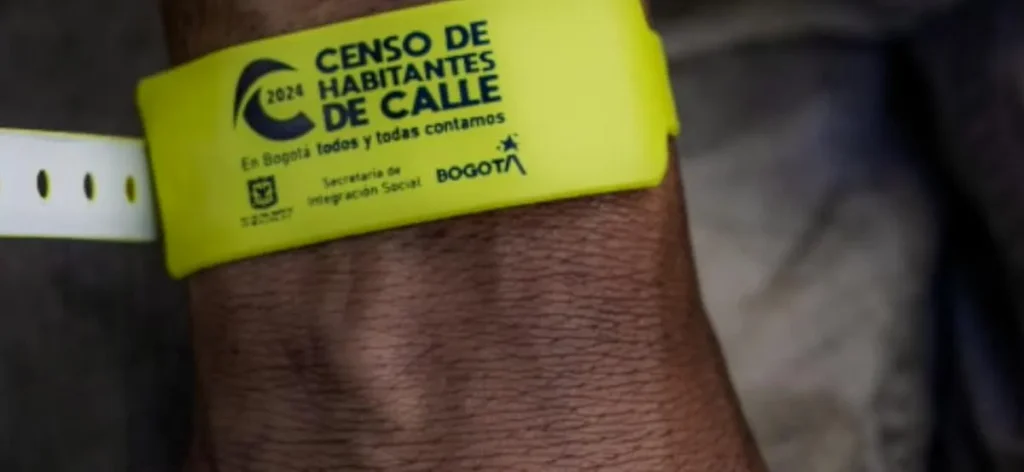 2024
CENSO DE
HABITANTES
DE CALLE
En Bogotá todos y todas contamos
Secretaría de
Integración Social
BOGOTÁ